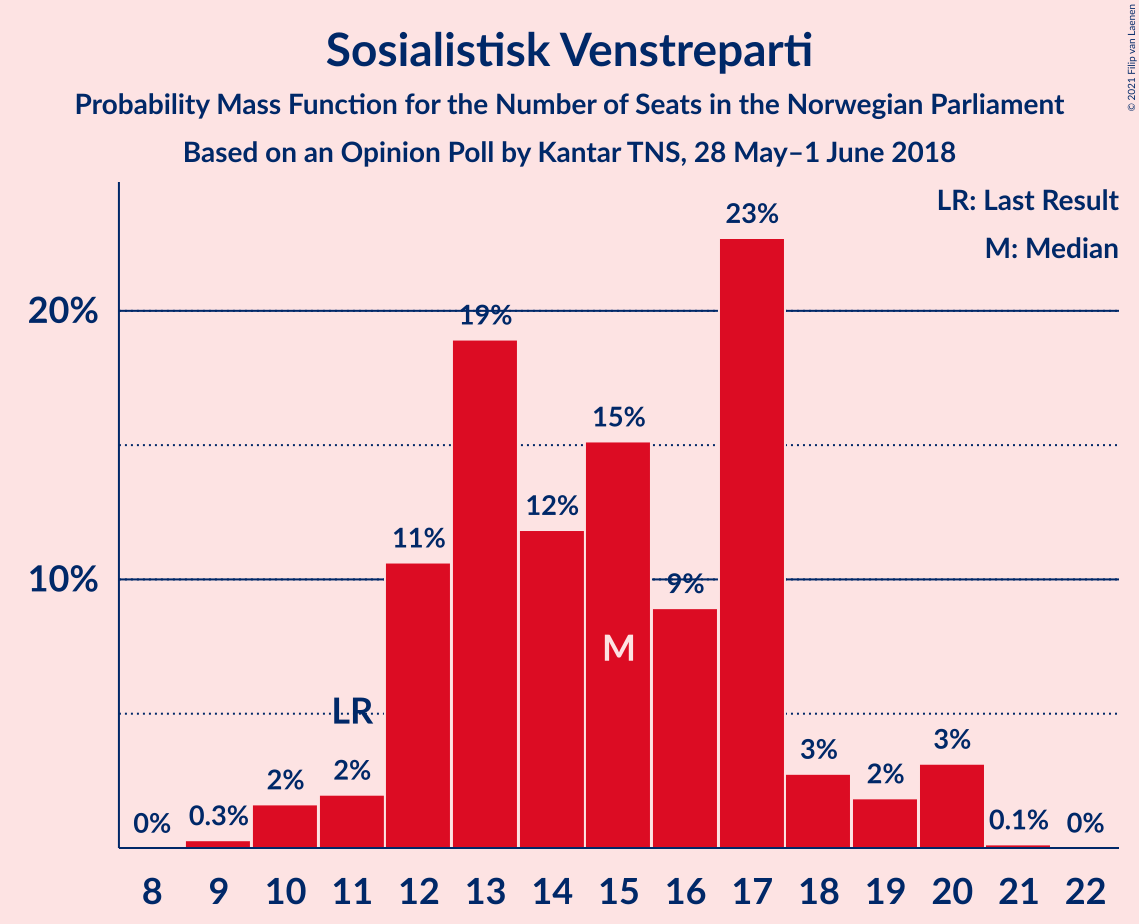 © 2021 Filip van Laenen
Sosialistisk Venstreparti
Probability Mass Function for the Number of Seats in the Norwegian Parliament
Based on an Opinion Poll by Kantar TNS, 28 May–1 June 2018
LR: Last Result
M: Median
20%
10%
0%
0.3%
2%
2%
11%
19%
12%
15%
9%
23%
3%
2%
3%
0.1%
0%
LR
M
8 9 10 11 12 13 14 15 16 17 18 19 20 21 22